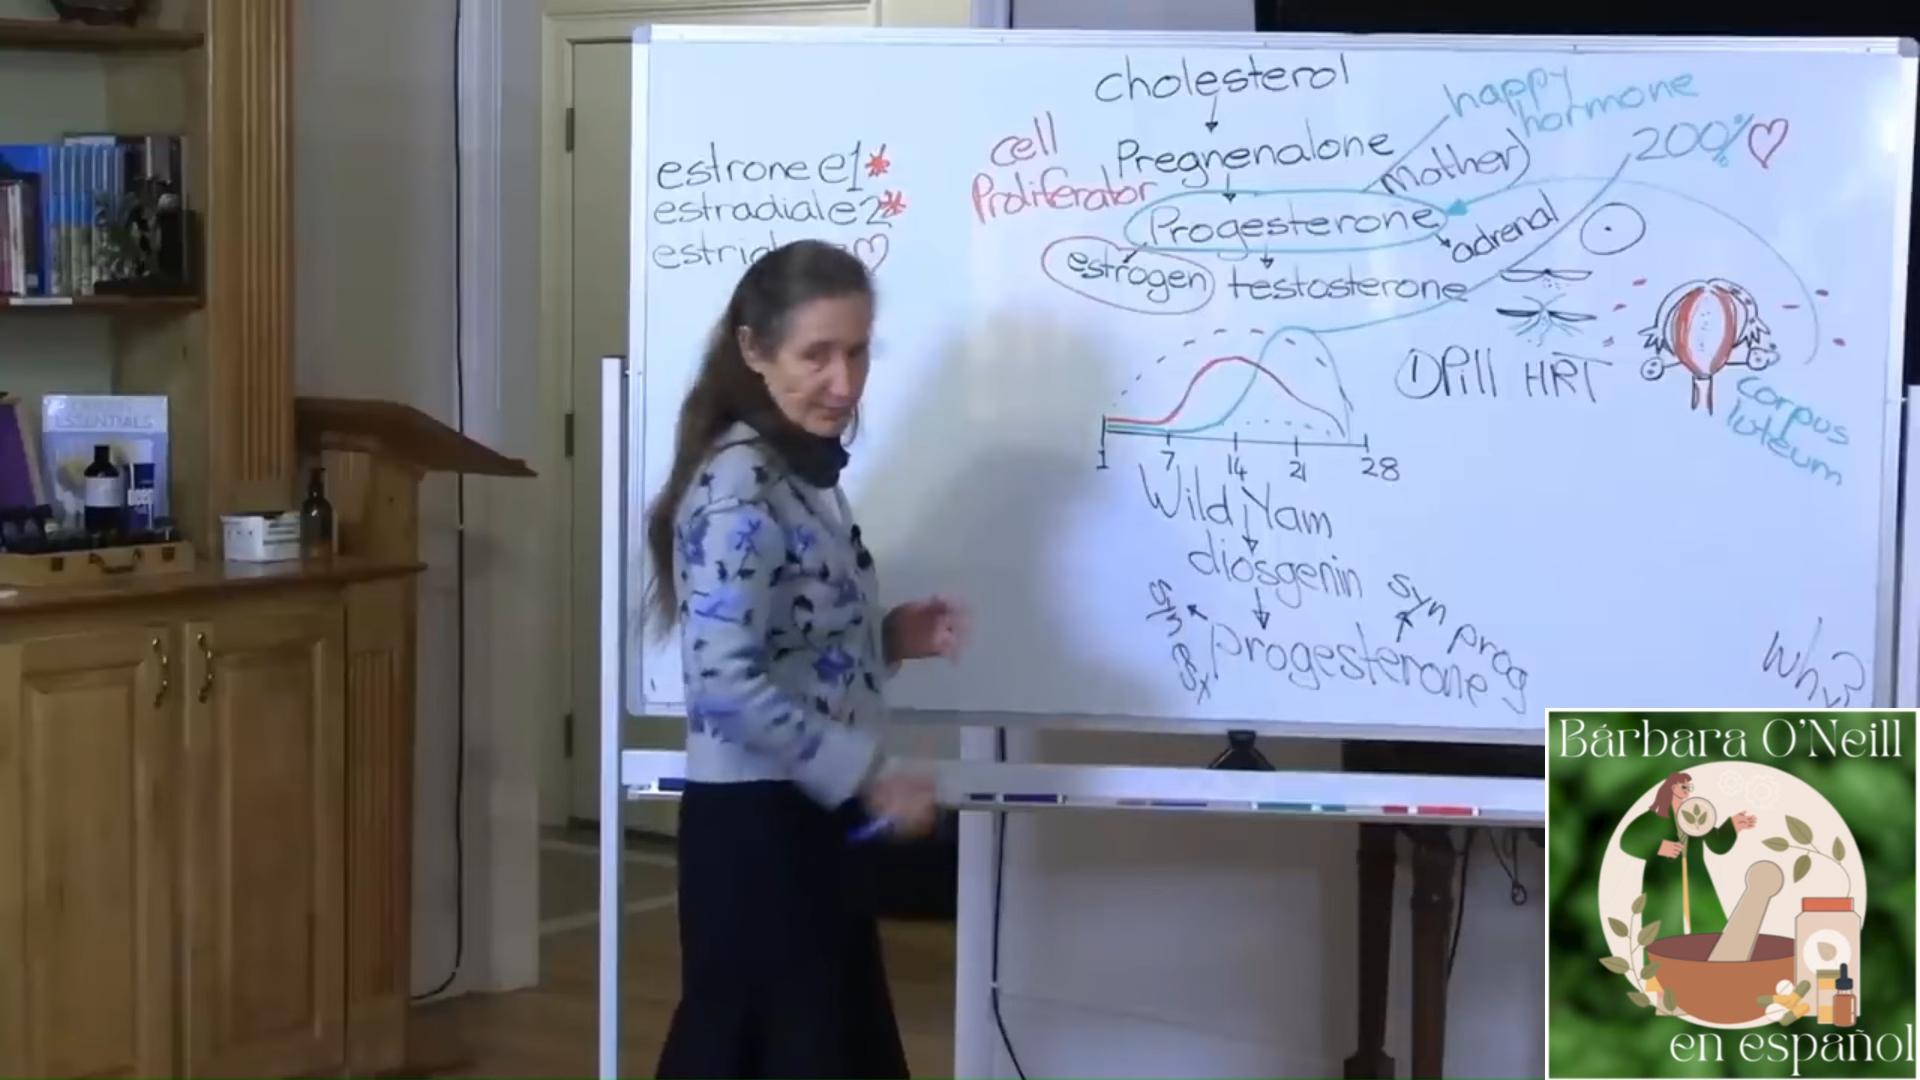 cholesterol
Pregnenalone
happy
hormone
200%
Mother)
cell
Proliferator
estrone e1*
estradial e2*
Progesterone
adrenal
estrogen
testosterone
1) Pill HRT
corpus
luteum
1 7 14 21 28
Wild Yam
diosgenin
syn
prog
progesterone
Why?
ESSENTIALS
Bárbara O'Neill
en español